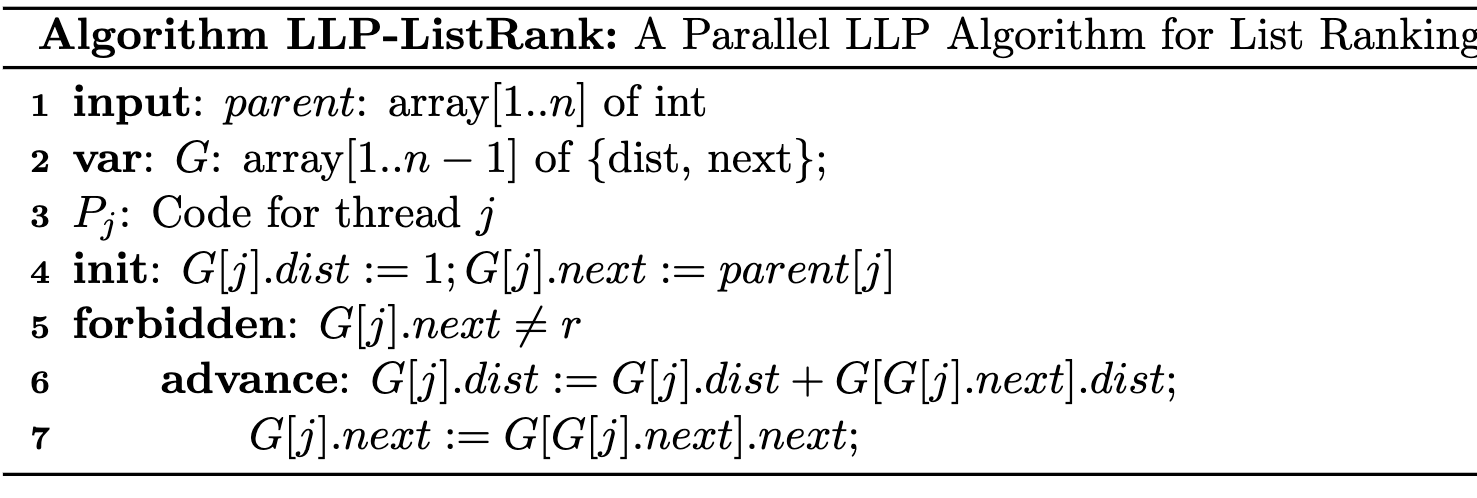 Algorithm LLP-ListRank: A Parallel LLP Algorithm for List Ranking
1 input: parent: array[1..n] of int
2 var: G: array[1..n − 1] of {dist, next};
3 Pj: Code for thread j
4 init: G[j].dist := 1; G[j].next := parent[j]
5 forbidden: G[j].next ≠ r
6 advance: G[j].dist := G[j].dist + G[G[j].next].dist;
7 G[j].next := G[G[j].next].next;